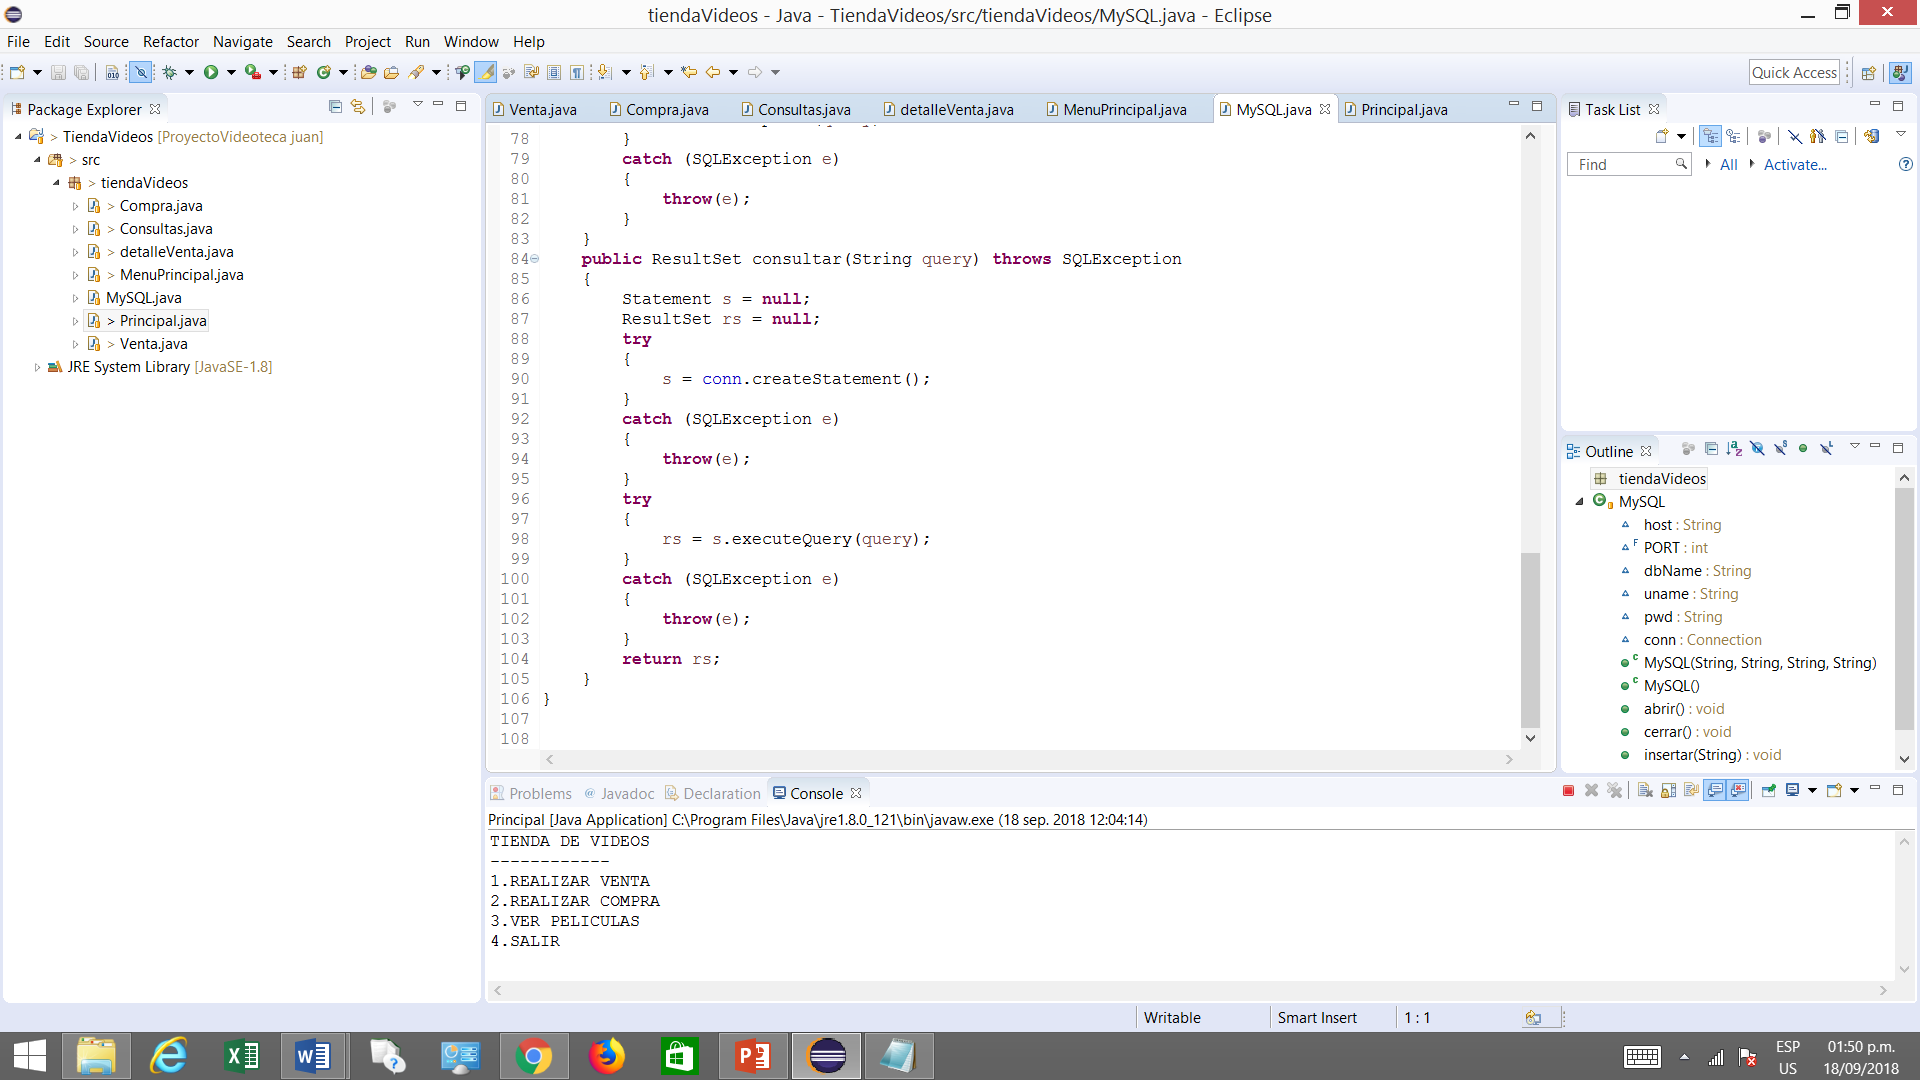 tiendaVideos - Java - TiendaVideos/src/tiendaVideos/MySQL.java - Eclipse
File Edit Source Refactor Navigate Search Project Run Window Help
Quick Access
Package Explorer
> TiendaVideos [ProyectoVideoteca juan]
> src
> tiendaVideos
> Compra.java
> Consultas.java
> detalleVenta.java
> MenuPrincipal.java
MySQL.java
> Principal.java
> Venta.java
JRE System Library [JavaSE-1.8]
Venta.java Compra.java Consultas.java detalleVenta.java MenuPrincipal.java MySQL.java Principal.java
78 }
79 catch (SQLException e)
80 {
81 throw(e);
82 }
83 }
84 public ResultSet consultar(String query) throws SQLException
85 {
86 Statement s = null;
87 ResultSet rs = null;
88 try
89 {
90 s = conn.createStatement();
91 }
92 catch (SQLException e)
93 {
94 throw(e);
95 }
96 try
97 {
98 rs = s.executeQuery(query);
99 }
100 catch (SQLException e)
101 {
102 throw(e);
103 }
104 return rs;
105 }
106 }
107
108
Task List
Find All Activate...
Outline
tiendaVideos
MySQL
host : String
PORT : int
dbName : String
uname : String
pwd : String
conn : Connection
MySQL(String, String, String, String)
MySQL()
abrir() : void
cerrar() : void
insertar(String) : void
Problems @ Javadoc Declaration Console
Principal [Java Application] C:\Program Files\Java\jre1.8.0_121\bin\javaw.exe (18 sep. 2018 12:04:14)
TIENDA DE VIDEOS
------------
1.REALIZAR VENTA
2.REALIZAR COMPRA
3.VER PELICULAS
4.SALIR
Writable Smart Insert 1 : 1
ESP
US
01:50 p.m.
18/09/2018